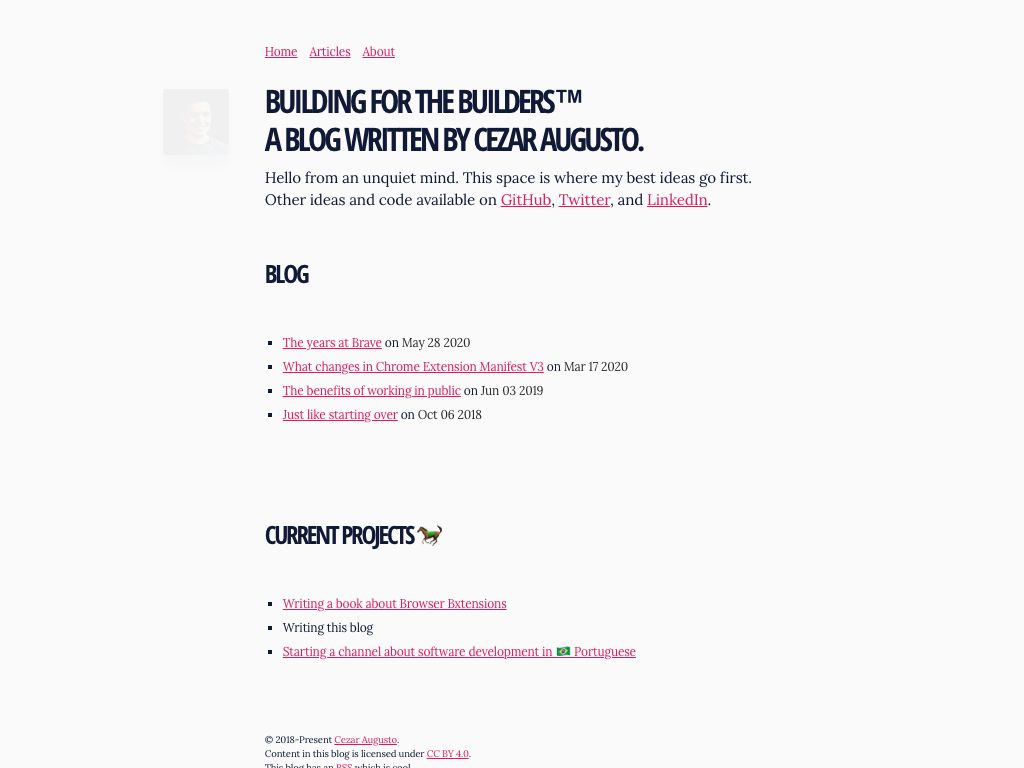 Home Articles About
BUILDING FOR THE BUILDERS™
A BLOG WRITTEN BY CEZAR AUGUSTO.
Hello from an unquiet mind. This space is where my best ideas go first.
Other ideas and code available on GitHub, Twitter, and LinkedIn.
BLOG
The years at Brave on May 28 2020
What changes in Chrome Extension Manifest V3 on Mar 17 2020
The benefits of working in public on Jun 03 2019
Just like starting over on Oct 06 2018
CURRENT PROJECTS 🐎
Writing a book about Browser Bxtensions
Writing this blog
Starting a channel about software development in 🇧🇷 Portuguese
© 2018-Present Cezar Augusto.
Content in this blog is licensed under CC BY 4.0.
This blog has an RSS which is cool.